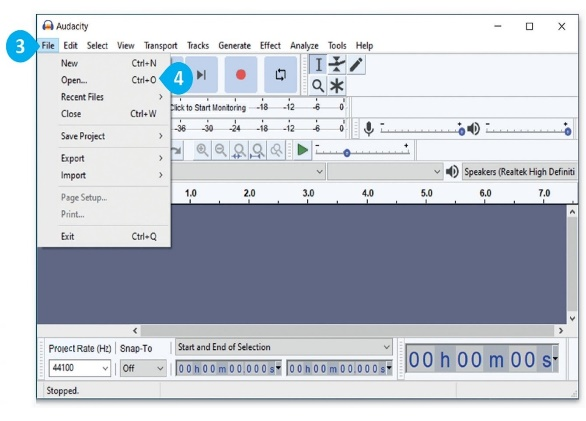 Audacity
3
File Edit Select View Transport Tracks Generate Effect Analyze Tools Help
New Ctrl+N
Open... Ctrl+O
4
Recent Files
Close Ctrl+W
Save Project
Export
Import
Page Setup...
Print...
Exit Ctrl+Q
Click to Start Monitoring -18 -12 -6 0
-36 -30 -24 -18 -12 -6 0
Speakers (Realtek High Definiti
1.0 2.0 3.0 4.0 5.0 6.0 7.0
Project Rate (Hz) Snap-To Start and End of Selection
44100 Off 00 h 00 m 00.000 s 00 h 00 m 00.000 s
00 h 00 m 00 s
Stopped.